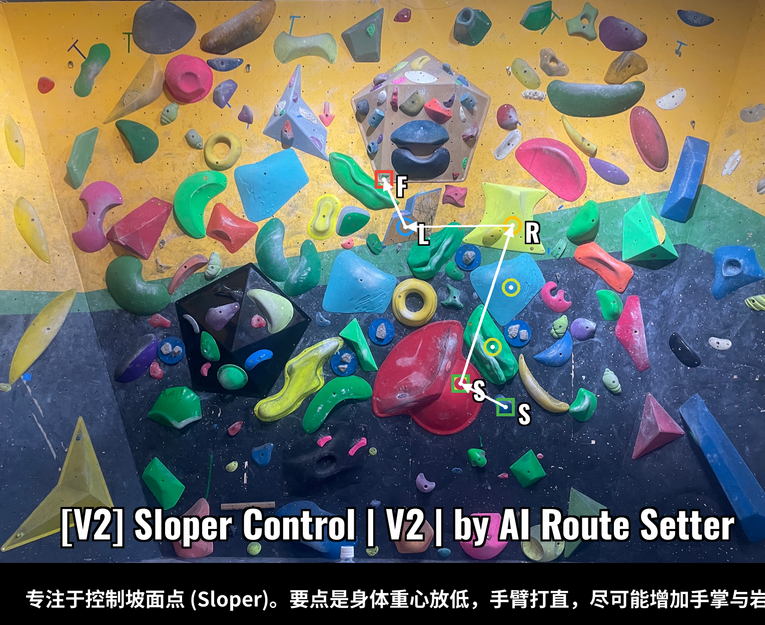 F
L
R
S
S
[V2] Sloper Control | V2 | by AI Route Setter
专注于控制坡面点 (Sloper)。要点是身体重心放低，手臂打直，尽可能增加手掌与岩